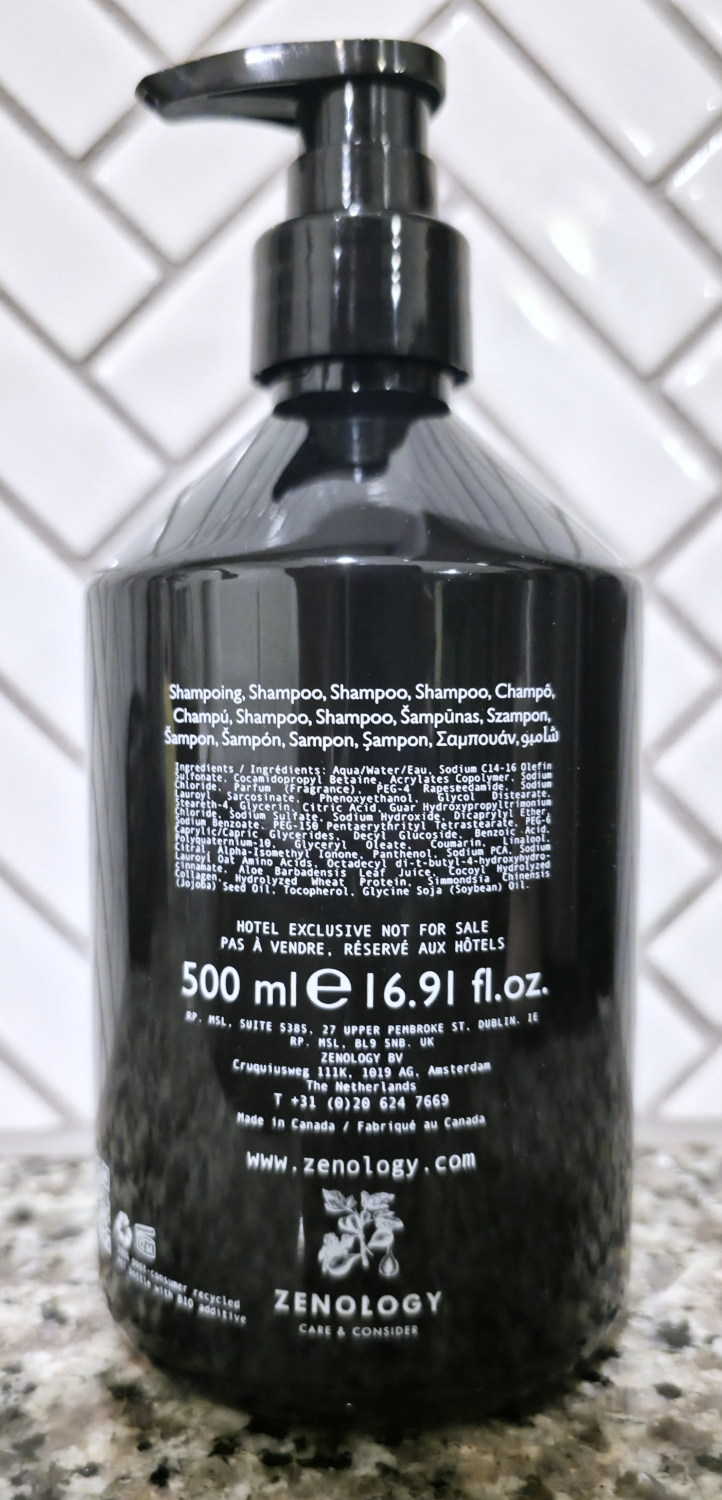 Shampoing, Shampoo, Shampoo, Shampoo, Champô,
Champú, Shampoo, Shampoo, Šampūnas, Szampon,
Šampon, Šampón, Sampon, Şampon, Σαμπουάν, شامبو
Ingredients / Ingrédients: Aqua/Water/Eau, Sodium C14-16 Olefin
Sulfonate, Cocamidopropyl Betaine, Acrylates Copolymer, Sodium
Chloride, Parfum (Fragrance), PEG-4 Rapeseedamide, Sodium
Lauroyl Sarcosinate, Phenoxyethanol, Glycol Distearate,
Steareth-4, Glycerin, Citric Acid, Guar Hydroxypropyltrimonium
Chloride, Sodium Sulfate, Sodium Hydroxide, Dicaprylyl Ether,
Sodium Benzoate, PEG-150 Pentaerythrityl Tetrastearate, PEG-6
Caprylic/Capric Glycerides, Decyl Glucoside, Benzoic Acid,
Polyquaternium-10, Glyceryl Oleate, Coumarin, Linalool,
Citral, Alpha-Isomethyl Ionone, Panthenol, Sodium PCA, Sodium
Lauroyl Oat Amino Acids, Octadecyl di-t-butyl-4-hydroxyhydro-
cinnamate, Aloe Barbadensis Leaf Juice, Cocoyl Hydrolyzed
Collagen, Hydrolyzed Wheat Protein, Simmondsia Chinensis
(Jojoba) Seed Oil, Tocopherol, Glycine Soja (Soybean) Oil.
HOTEL EXCLUSIVE NOT FOR SALE
PAS À VENDRE, RÉSERVÉ AUX HÔTELS
500 ml e 16.91 fl.oz.
RP. MSL, SUITE 5385, 27 UPPER PEMBROKE ST. DUBLIN. IE
RP. MSL, BL9 5NB. UK
ZENOLOGY BV
Cruquiusweg 111K, 1019 AG, Amsterdam
The Netherlands
T +31 (0)20 624 7669
Made in Canada / Fabriqué au Canada
www.zenology.com
post-consumer recycled
bottle with BIO additive
ZENOLOGY
CARE & CONSIDER